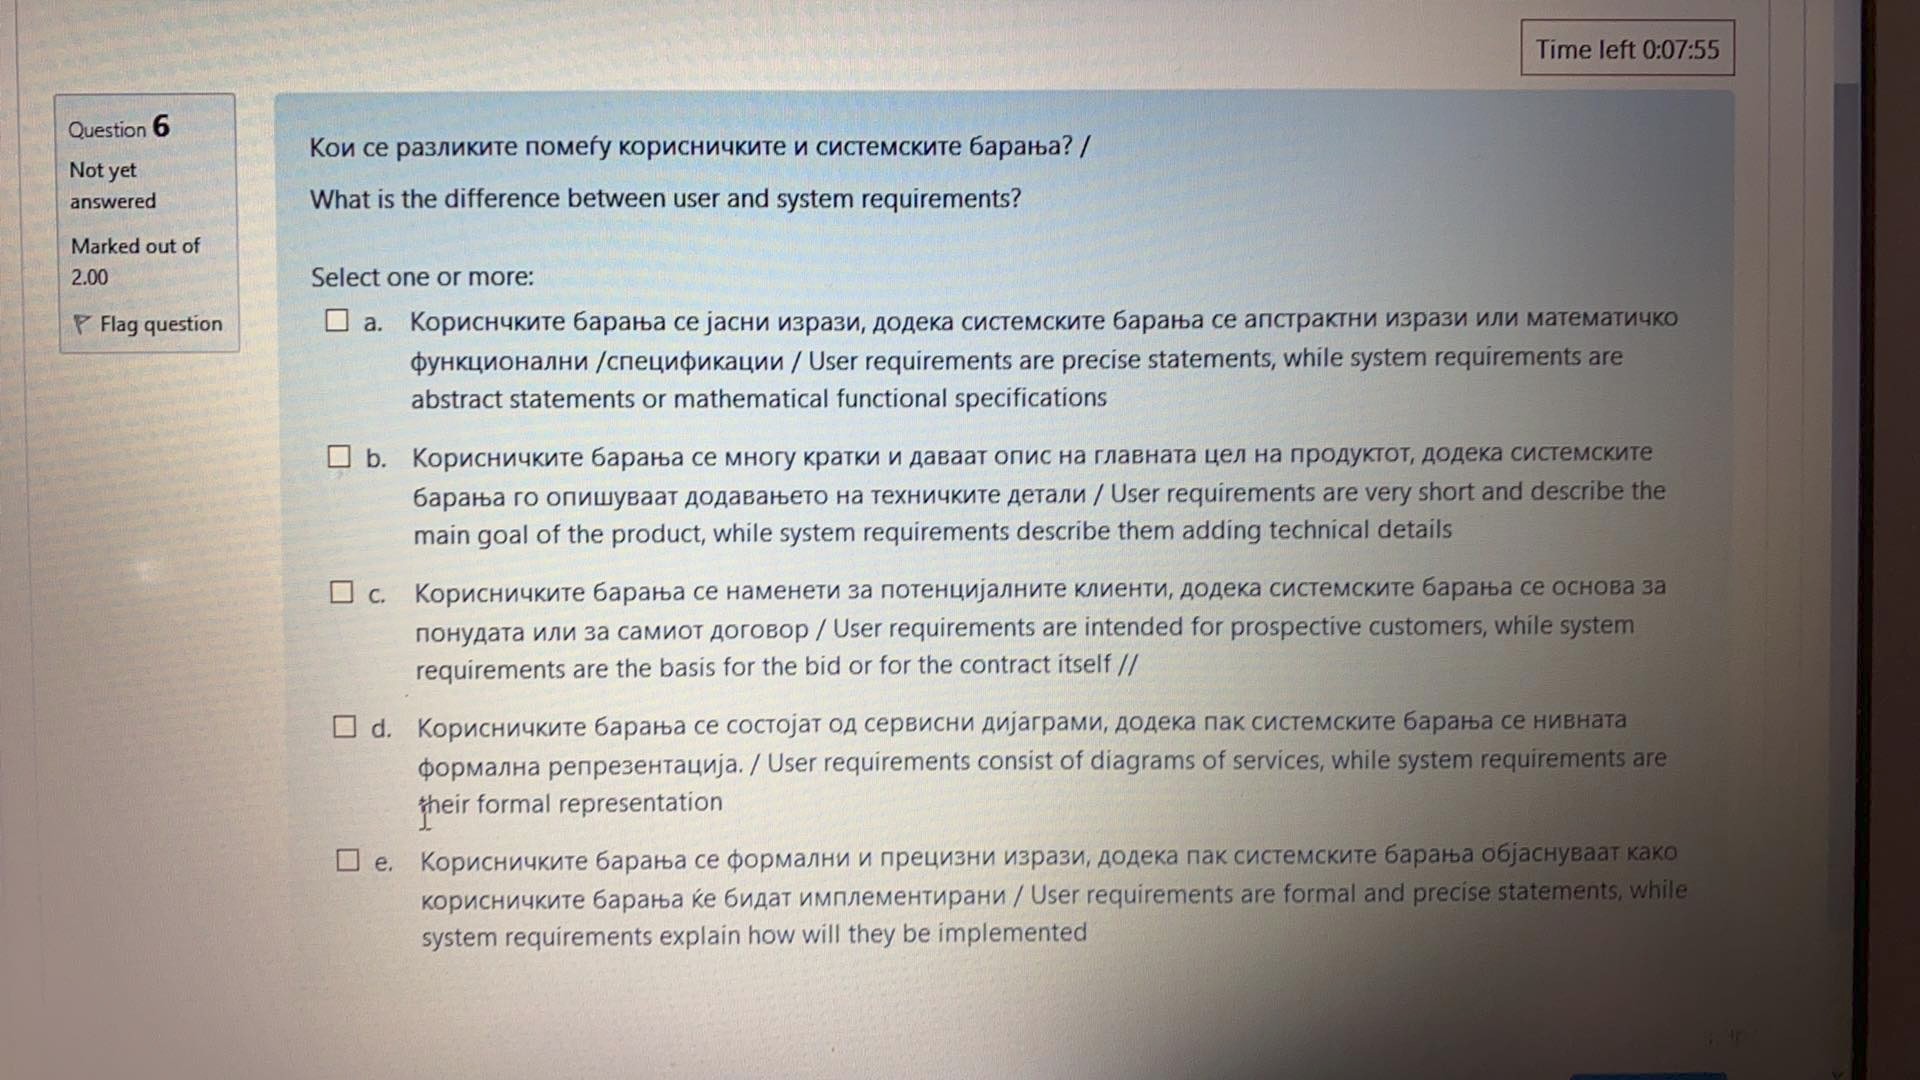 Time left 0:07:55
Question 6
Not yet
answered
Marked out of
2.00
Flag question
Кои се разликите помеѓу корисничките и системските барања? /
What is the difference between user and system requirements?
Select one or more:
a. Кориснчките барања се јасни изрази, додека системските барања се апстрактни изрази или математичко
функционални /спецификации / User requirements are precise statements, while system requirements are
abstract statements or mathematical functional specifications
b. Корисничките барања се многу кратки и даваат опис на главната цел на продуктот, додека системските
барања го опишуваат додавањето на техничките детали / User requirements are very short and describe the
main goal of the product, while system requirements describe them adding technical details
c. Корисничките барања се наменети за потенцијалните клиенти, додека системските барања се основа за
понудата или за самиот договор / User requirements are intended for prospective customers, while system
requirements are the basis for the bid or for the contract itself //
d. Корисничките барања се состојат од сервисни дијаграми, додека пак системските барања се нивната
формална репрезентација. / User requirements consist of diagrams of services, while system requirements are
their formal representation
e. Корисничките барања се формални и прецизни изрази, додека пак системските барања објаснуваат како
корисничките барања ќе бидат имплементирани / User requirements are formal and precise statements, while
system requirements explain how will they be implemented